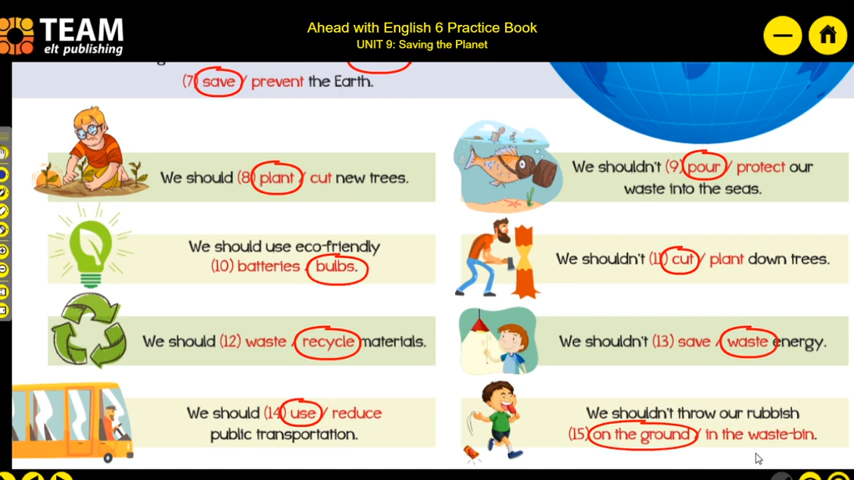 TEAM
elt publishing
Ahead with English 6 Practice Book
UNIT 9: Saving the Planet
(7) save / prevent the Earth.
We should (8) plant / cut new trees.
We shouldn't (9) pour / protect our
waste into the seas.
We should use eco-friendly
(10) batteries / bulbs.
We shouldn't (11) cut / plant down trees.
We should (12) waste / recycle materials.
We shouldn't (13) save / waste energy.
We should (14) use / reduce
public transportation.
We shouldn't throw our rubbish
(15) on the ground / in the waste-bin.